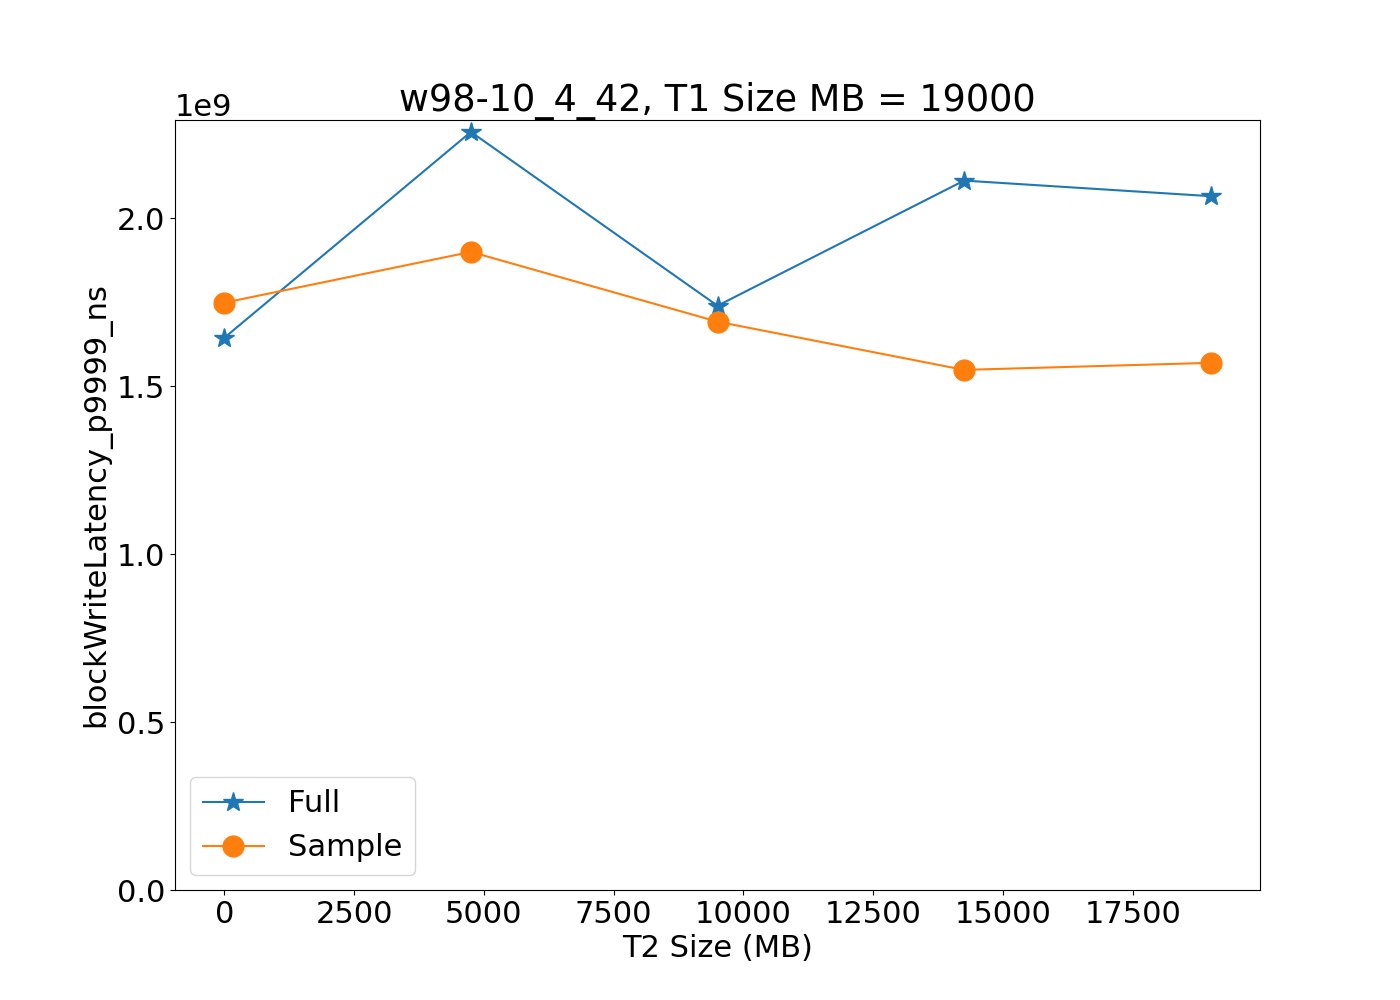 w98-10_4_42, T1 Size MB = 19000
1e9
2.0
1.5
1.0
0.5
0.0
blockWriteLatency_p9999_ns
Full
Sample
0 2500 5000 7500 10000 12500 15000 17500
T2 Size (MB)